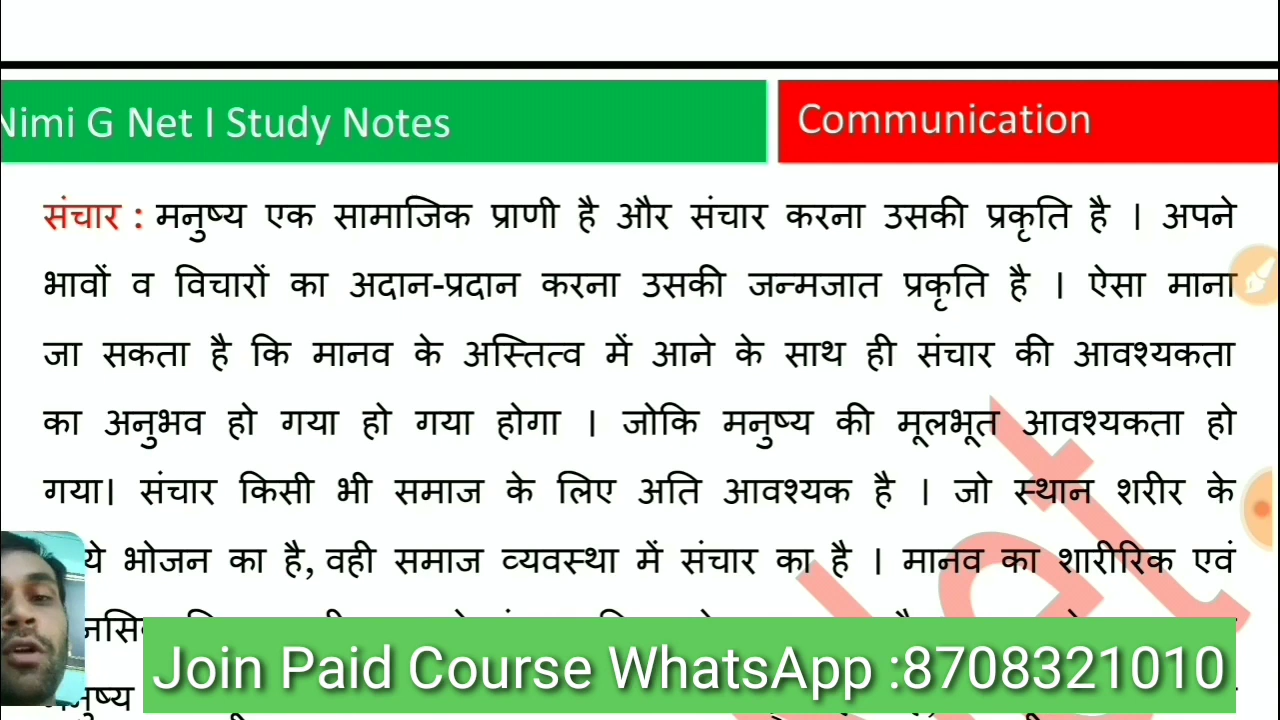 Nimi G Net I Study Notes
Communication
संचार : मनुष्य एक सामाजिक प्राणी है और संचार करना उसकी प्रकृति है । अपने
भावों व विचारों का अदान-प्रदान करना उसकी जन्मजात प्रकृति है । ऐसा माना
जा सकता है कि मानव के अस्तित्व में आने के साथ ही संचार की आवश्यकता
का अनुभव हो गया हो गया होगा । जोकि मनुष्य की मूलभूत आवश्यकता हो
गया। संचार किसी भी समाज के लिए अति आवश्यक है । जो स्थान शरीर के
ये भोजन का है, वही समाज व्यवस्था में संचार का है । मानव का शारीरिक एवं
Join Paid Course WhatsApp :8708321010